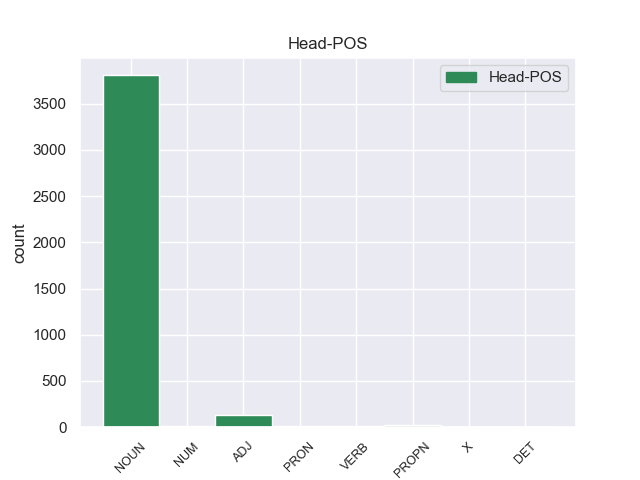 Head-POS
Head-POS
3500
3000
2500
2000
1500
1000
500
0
count
NOUN
NUM
ADJ
PRON
VERB
PROPN
X
DET